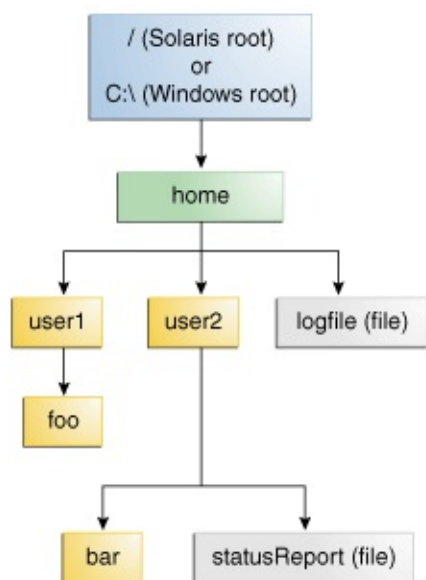 / (Solaris root)
or
C:\ (Windows root)
home
user1
user2
logfile (file)
foo
bar
statusReport (file)